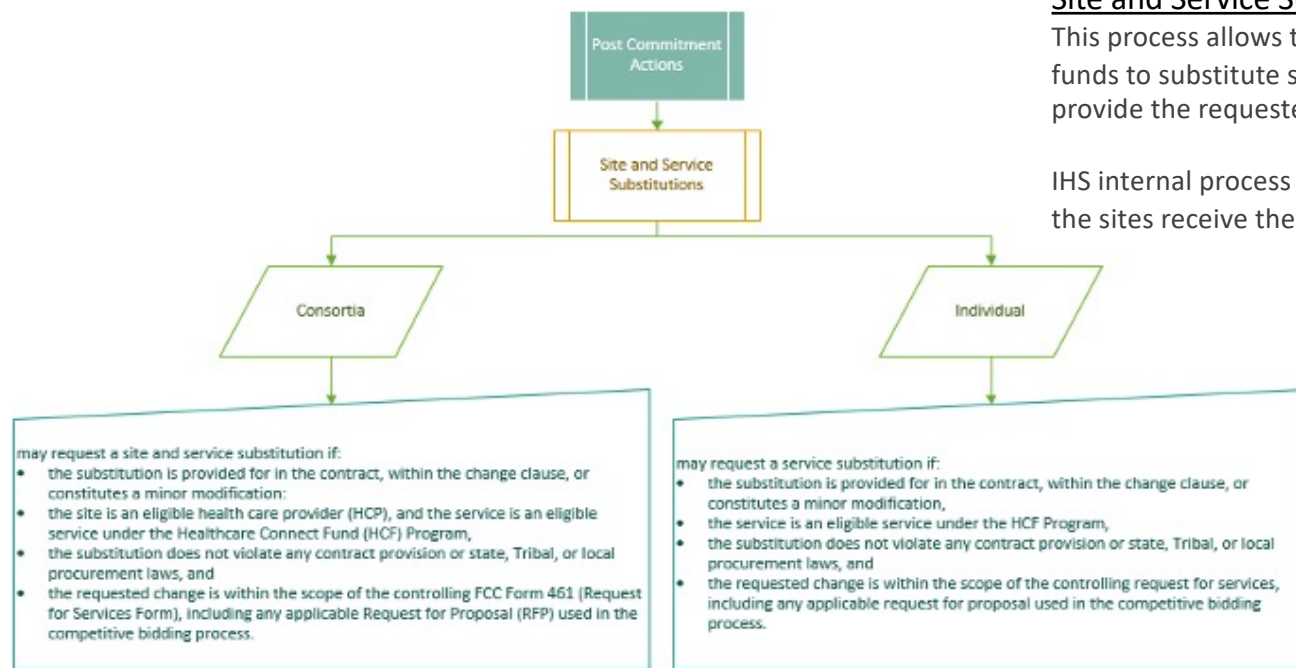 Site and Service
This process allows
funds to substitute
provide the
IHS internal process
the sites receive the
Post Commitment
Actions
Site and Service
Substitutions
Consortia
Individual
may request a site and service substitution if:
• the substitution is provided for in the contract, within the change clause, or
constitutes a minor modification:
• the site is an eligible health care provider (HCP), and the service is an eligible
service under the Healthcare Connect Fund (HCF) Program,
• the substitution does not violate any contract provision or state, Tribal, or local
procurement laws, and
• the requested change is within the scope of the controlling FCC Form 461 (Request
for Services Form), including any applicable Request for Proposal (RFP) used in the
competitive bidding process.
may request a service substitution if:
• the substitution is provided for in the contract, within the change clause, or
constitutes a minor modification,
• the service is an eligible service under the HCF Program,
• the substitution does not violate any contract provision or state, Tribal, or local
procurement laws, and
• the requested change is within the scope of the controlling request for services,
including any applicable request for proposal used in the competitive bidding
process.